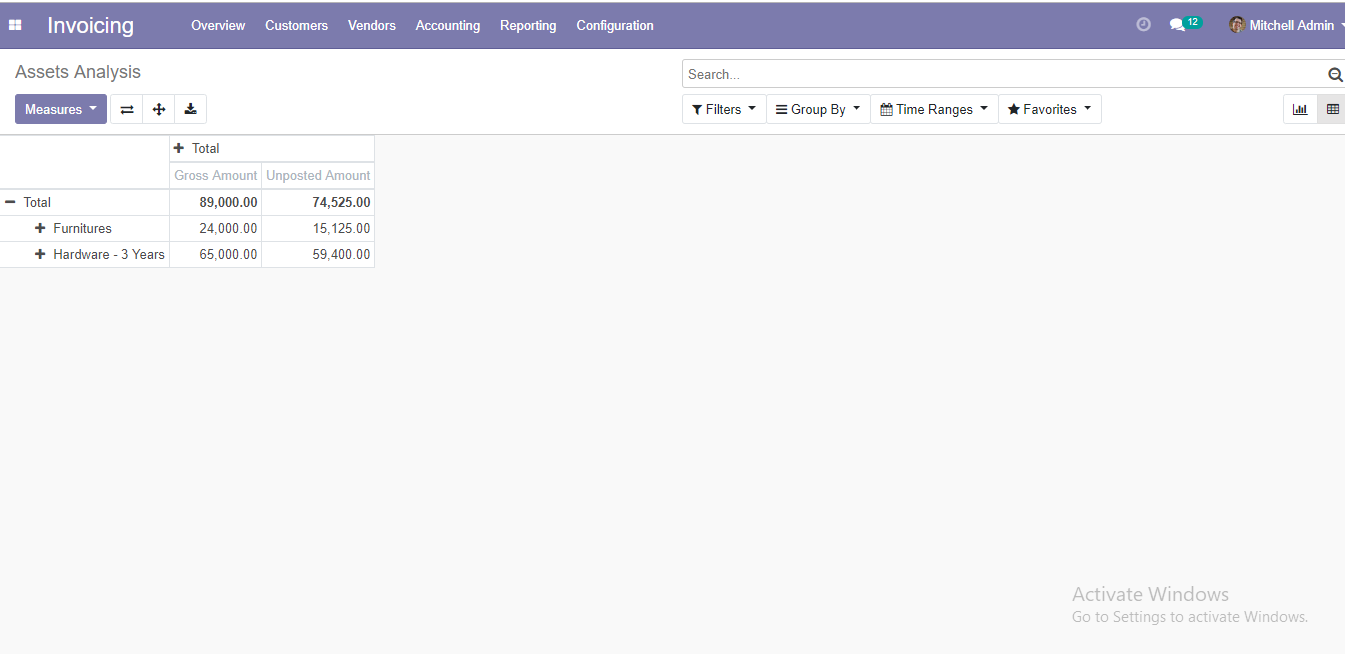 Invoicing Overview Customers Vendors Accounting Reporting Configuration 12 Mitchell Admin
Assets Analysis
Search...
Measures Filters Group By Time Ranges Favorites
Total
Gross Amount Unposted Amount
Total 89,000.00 74,525.00
Furnitures 24,000.00 15,125.00
Hardware - 3 Years 65,000.00 59,400.00
Activate Windows
Go to Settings to activate Windows.